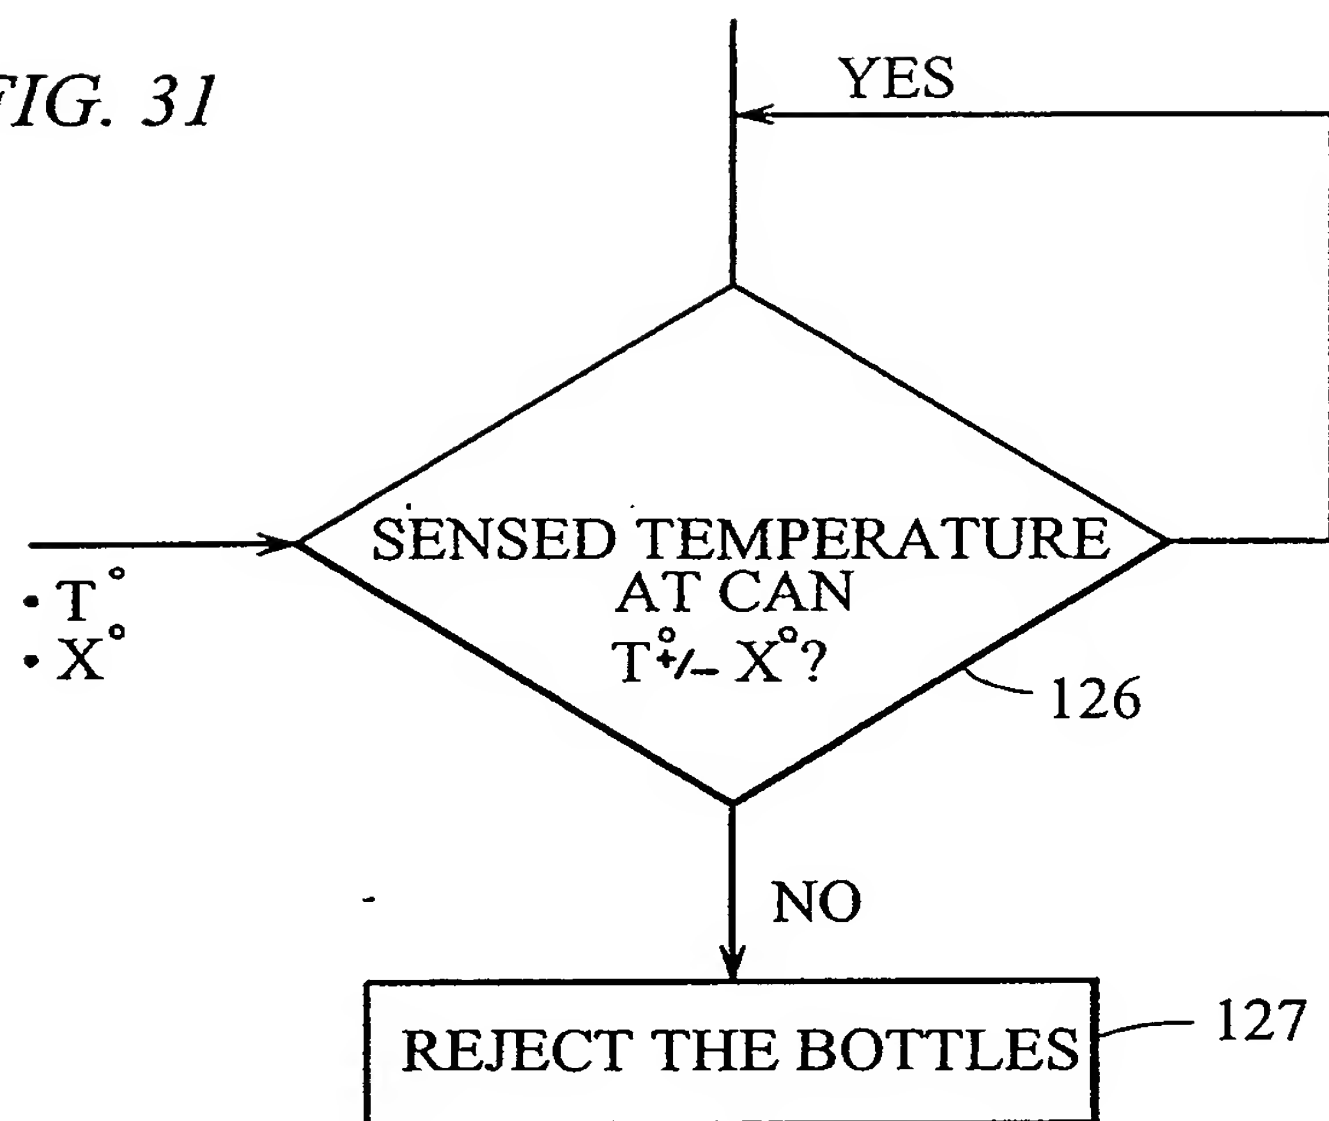 FIG. 31
YES
SENSED TEMPERATURE
AT CAN
T°+/- X°?
• T°
• X°
126
NO
REJECT THE BOTTLES
127